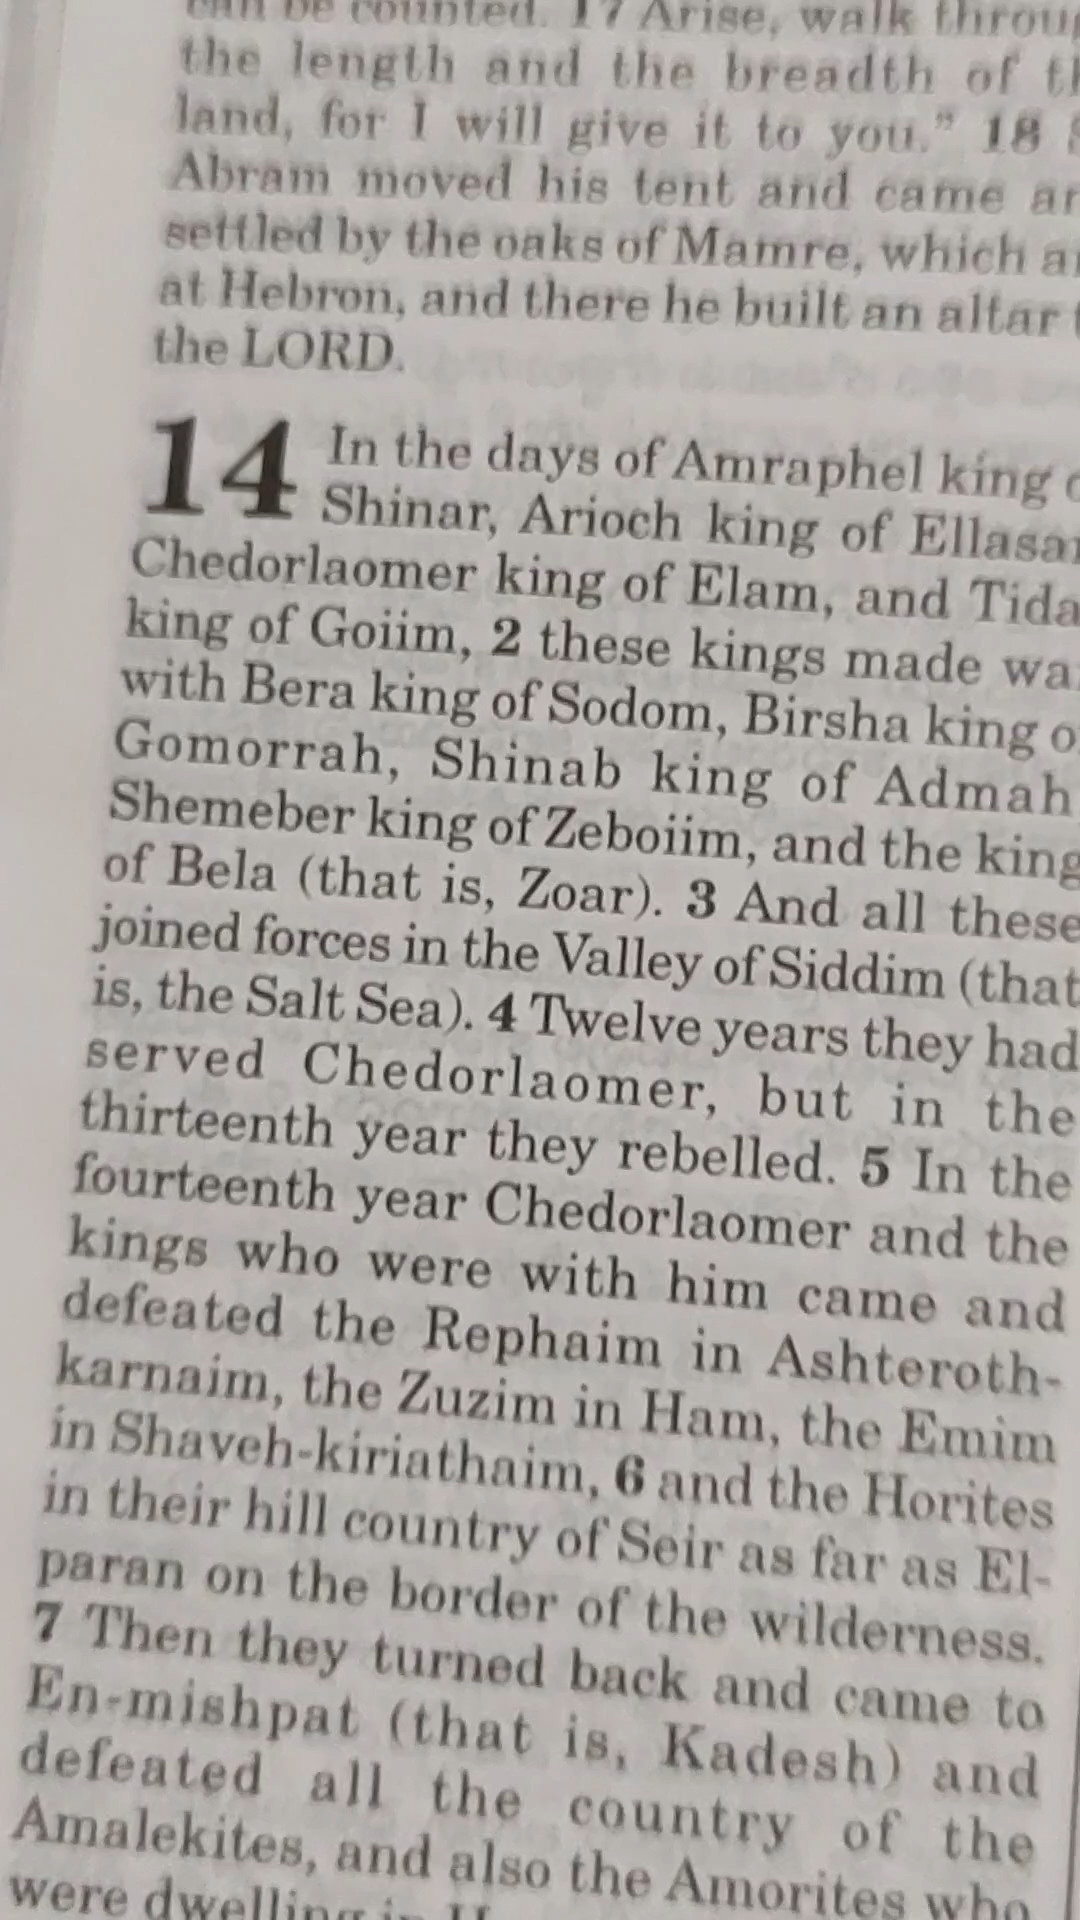 can be counted. 17 Arise, walk
the length and the breadth of
land, for I will give it to you." 18
Abram moved his tent and came
settled by the oaks of Mamre, which
at Hebron, and there he built an altar
the LORD.
14 In the days of Amraphel king
Shinar, Arioch king of Ellasar
Chedorlaomer king of Elam, and Tida
king of Goiim, 2 these kings made wa
with Bera king of Sodom, Birsha king o
Gomorrah, Shinab king of Admah
Shemeber king of Zeboiim, and the king
of Bela (that is, Zoar). 3 And all these
joined forces in the Valley of Siddim (that
is, the Salt Sea). 4 Twelve years they had
served Chedorlaomer, but in the
thirteenth year they rebelled. 5 In the
fourteenth year Chedorlaomer and the
kings who were with him came and
defeated the Rephaim in Ashteroth-
karnaim, the Zuzim in Ham, the Emim
in Shaveh-kiriathaim, 6 and the Horites
in their hill country of Seir as far as El-
paran on the border of the wilderness.
7 Then they turned back and came to
En-mishpat (that is, Kadesh) and
defeated all the country of the
Amalekites, and also the Amorites who
were dwelling in